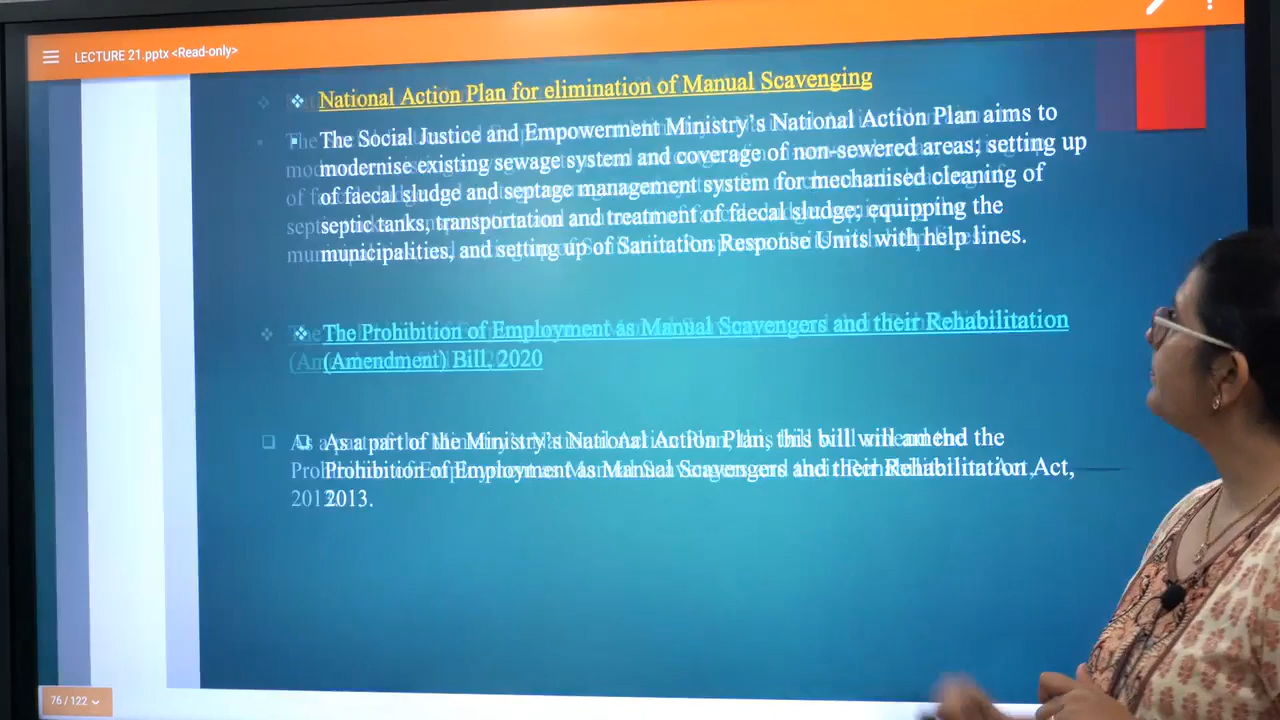 LECTURE 21.pptx <Read-only>
National Action Plan for elimination of Manual Scavenging
The Social Justice and Empowerment Ministry's National Action Plan aims to
modernise existing sewage system and coverage of non-sewered areas; setting up
of faecal sludge and septage management system for mechanised cleaning of
septic tanks, transportation and treatment of faecal sludge; equipping the
municipalities, and setting up of Sanitation Response Units with help lines.
The Prohibition of Employment as Manual Scavengers and their Rehabilitation
(Amendment) Bill, 2020
As a part of the Ministry's National Action Plan, this bill will amend the
Prohibition of Employment as Manual Scavengers and their Rehabilitation Act,
2013.
76 / 122